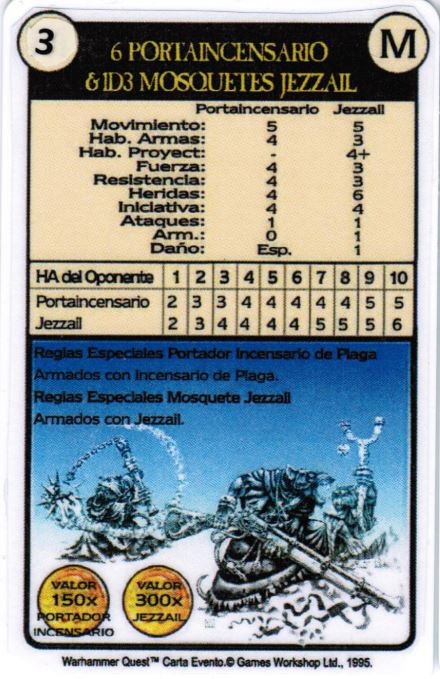 3
M
6 PORTAINCENSARIO
& 1D3 MOSQUETES JEZZAIL
Portaincensario Jezzail
Movimiento: 5 5
Hab. Armas: 4 3
Hab. Proyect: - 4+
Fuerza: 4 3
Resistencia: 4 3
Heridas: 4 6
Iniciativa: 4 4
Ataques: 1 1
Arm.: 0 1
Daño: Esp. 1
HA del Oponente 1 2 3 4 5 6 7 8 9 10
Portaincensario 2 3 3 4 4 4 4 4 5 5
Jezzail 2 3 4 4 4 4 5 5 5 6
Reglas Especiales Portador Incensario de Plaga
Armados con Incensario de Plaga.
Reglas Especiales Mosquete Jezzail
Armados con Jezzail.
VALOR
150x
PORTADOR
INCENSARIO
VALOR
300x
JEZZAIL
Warhammer Quest™ Carta Evento.© Games Workshop Ltd., 1995.